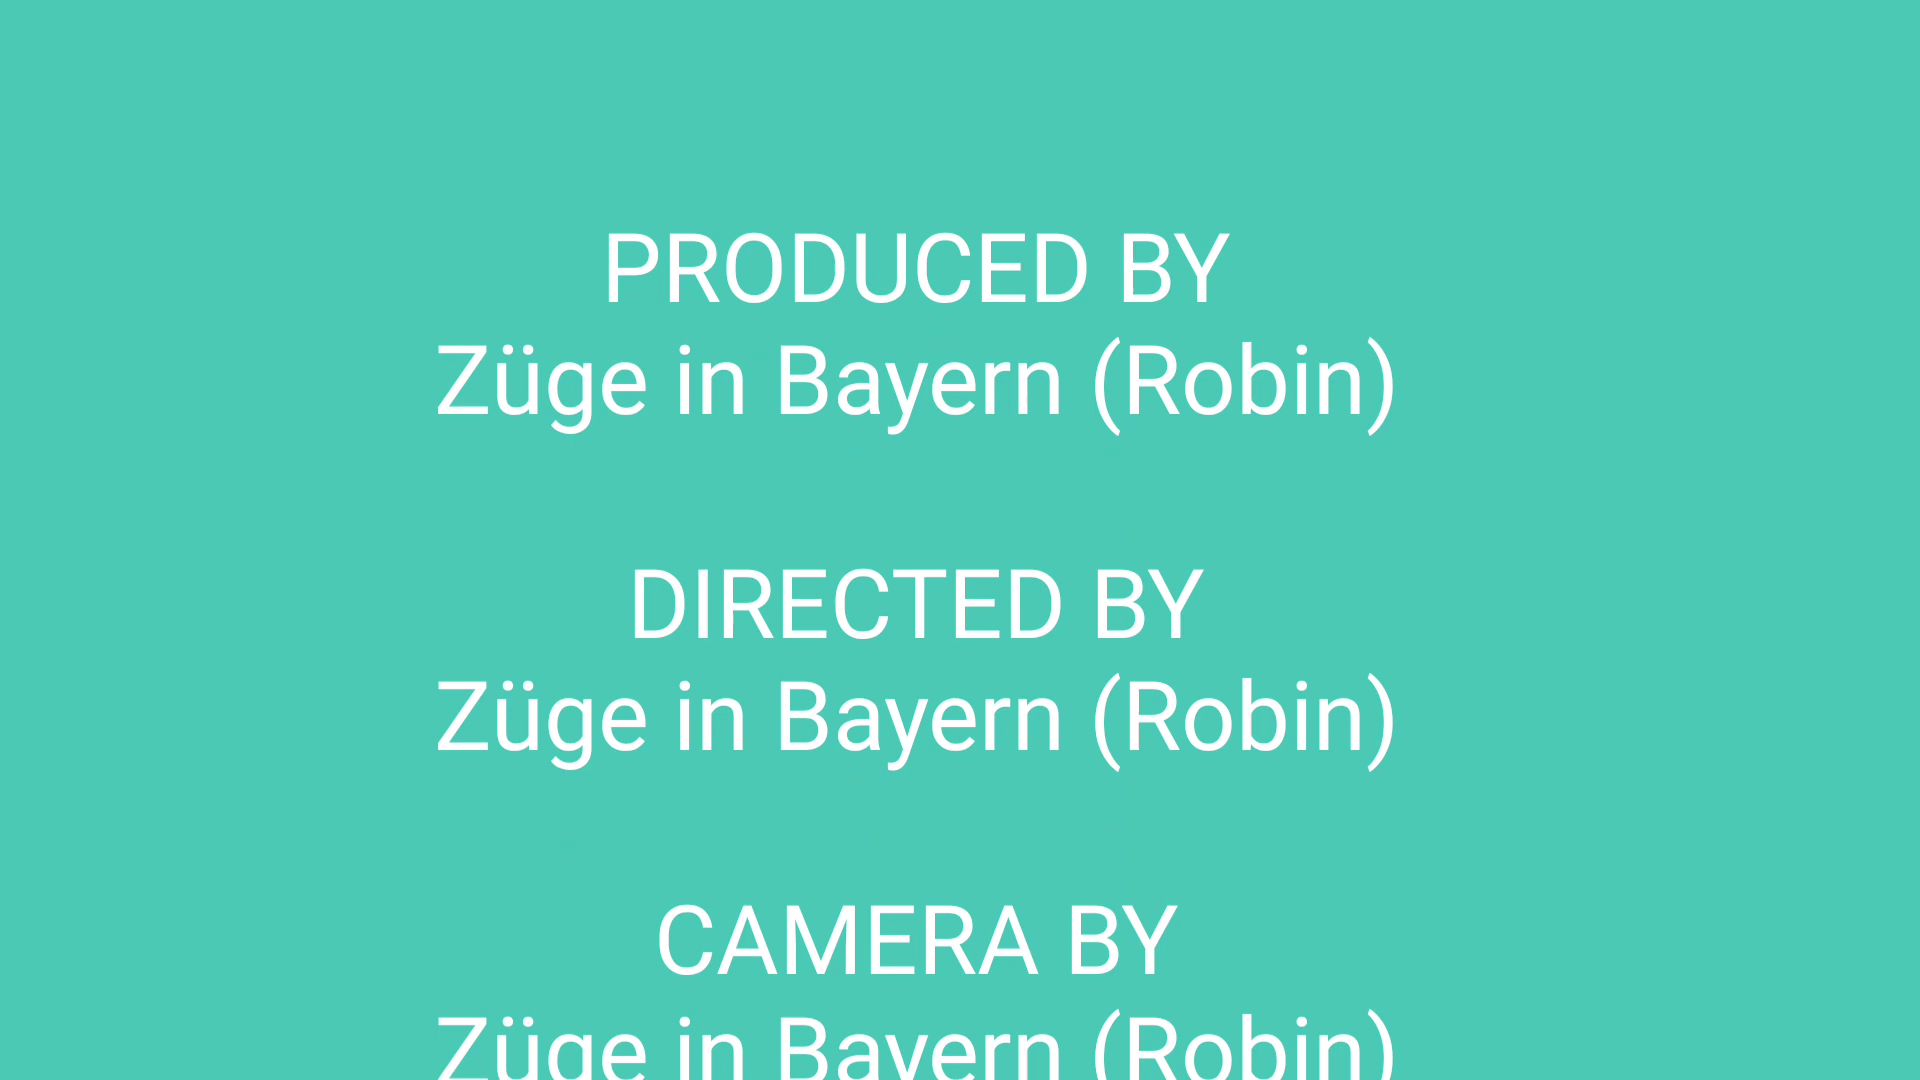 PRODUCED BY
Züge in Bayern (Robin)
DIRECTED BY
Züge in Bayern (Robin)
CAMERA BY
Züge in Bayern (Robin)